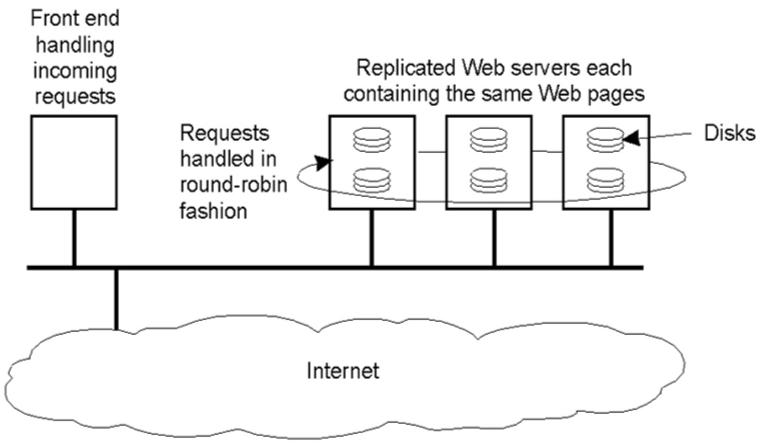 Front end
handling
incoming
requests
Replicated Web servers each
containing the same Web pages
Requests
handled in
round-robin
fashion
Disks
Internet